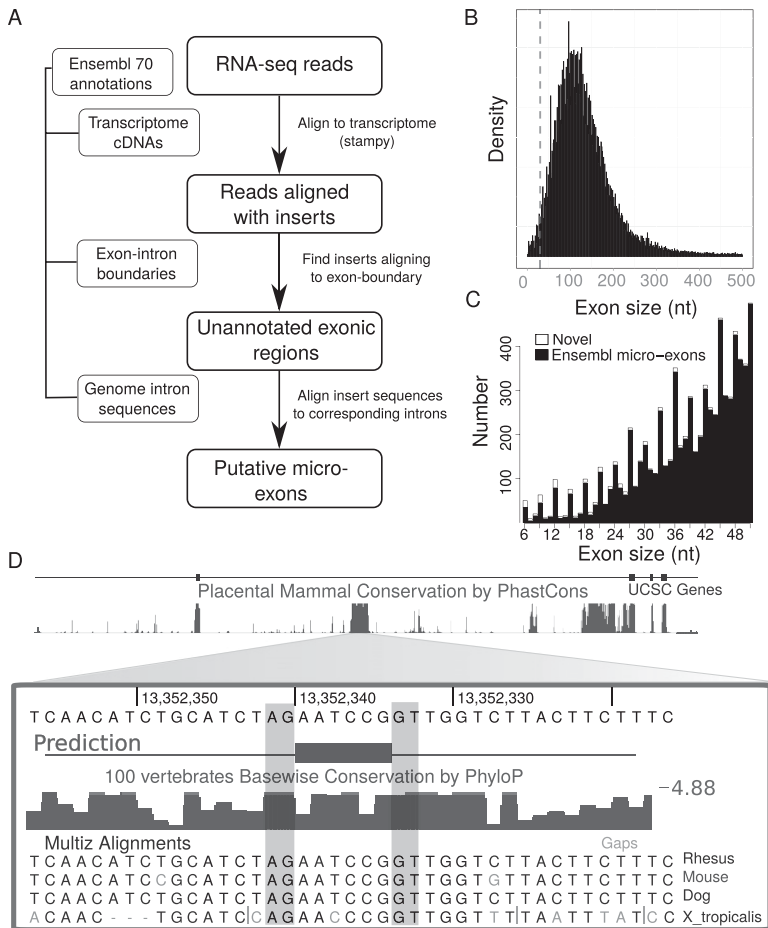 A
Ensembl 70
annotations
RNA-seq reads
Transcriptome
cDNAs
Align to transcriptome
(stampy)
Reads aligned
with inserts
Exon-intron
boundaries
Find inserts aligning
to exon-boundary
Unannotated exonic
regions
Genome intron
sequences
Align insert sequences
to corresponding introns
Putative micro-
exons
B
Density
0 100 200 300 400 500
Exon size (nt)
C
Novel
Ensembl micro-exons
Number
400
300
200
100
6 12 18 24 30 36 42 48
Exon size (nt)
D
Placental Mammal Conservation by PhastCons
UCSC Genes
13,352,350 13,352,340 13,352,330
TCAACATCTGCATCTAGAATCCGGTTGGTCTTACTTCTTTC
Prediction
100 vertebrates Basewise Conservation by PhyloP
-4.88
Multiz Alignments
Gaps
TCAACATCTGCATCTAGAATCCGGTTGGTCTTACTTCTTTC Rhesus
TCAACATCCGCATCTAGAATCCGGTTGGTGTTACTTCTTTC Mouse
TCAACATCTGCATCTAGAATCCGGTTGGTCTTACTTCTTTC Dog
ACAAC---TGCATCCAGAACCCGGTTGGTTTTAATTTATCC X_tropicalis